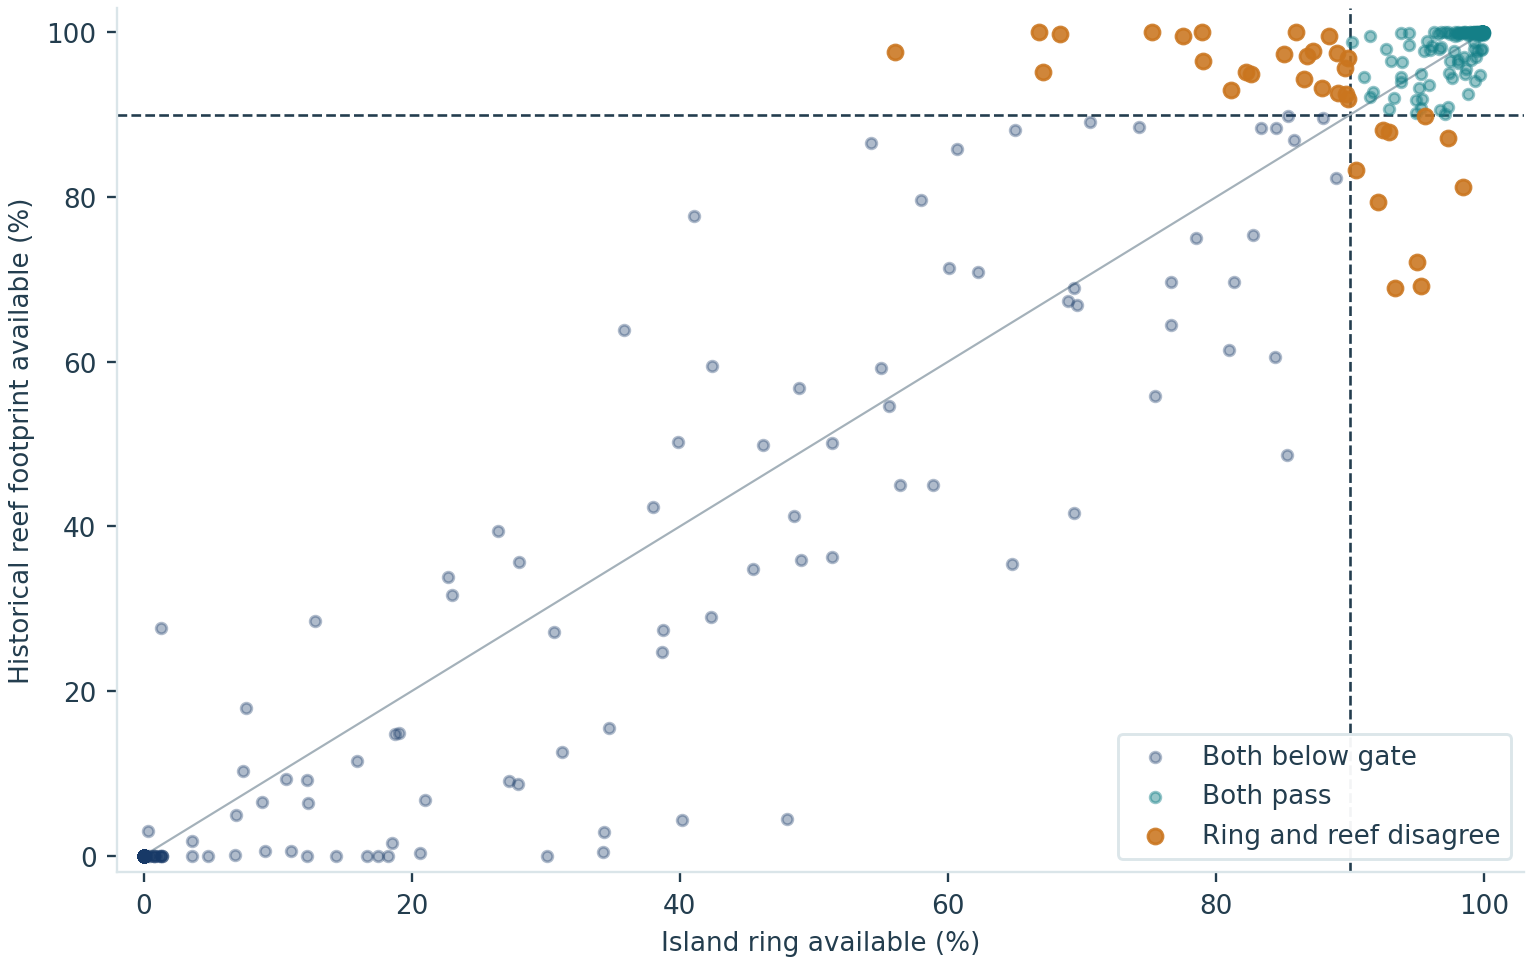 Historical reef footprint available (%)
100
80
60
40
20
0
0 20 40 60 80 100
Island ring available (%)
Both below gate
Both pass
Ring and reef disagree